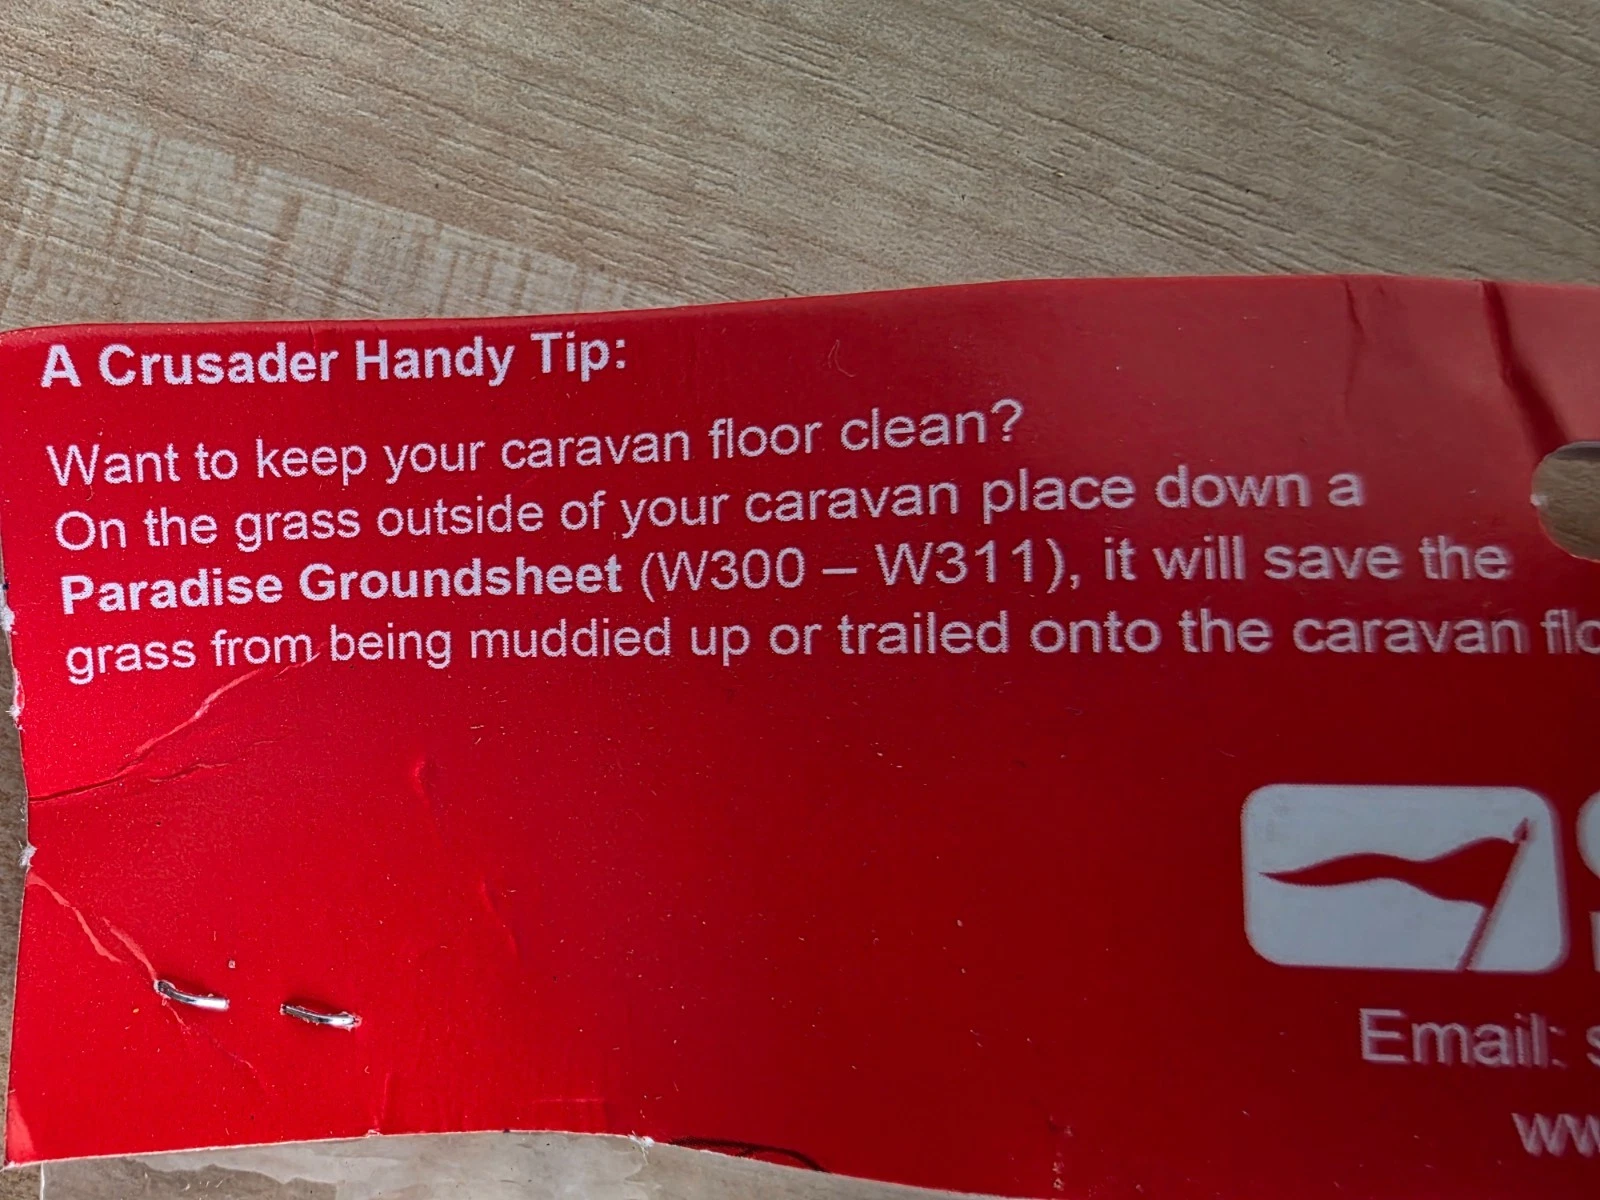 A Crusader Handy Tip:
Want to keep your caravan floor clean?
On the grass outside of your caravan place down a
Paradise Groundsheet (W300 – W311), it will save the
grass from being muddied up or trailed onto the caravan
Email: